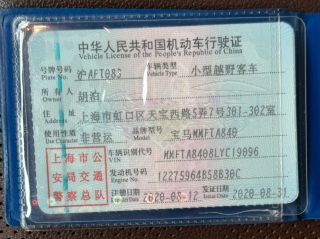 中华人民共和国机动车行驶证
Vehicle License of the People's Republic of China
号牌号码 沪AFT088 车辆类型 小型越野客车
Plate No. Vehicle Type
所有人 胡泊
Owner
住址 上海市虹口区天宝西路5弄7号301-302室
Address
使用性质 非营运 品牌型号 宝马WMFTA840
Use Character Model
上海市公安局交通警察总队
车辆识别代号
VIN
发动机号码 12275964B58B30C
Engine No.
注册日期 2020-08-12 发证日期 2020-08-31
Register Date Issue Date